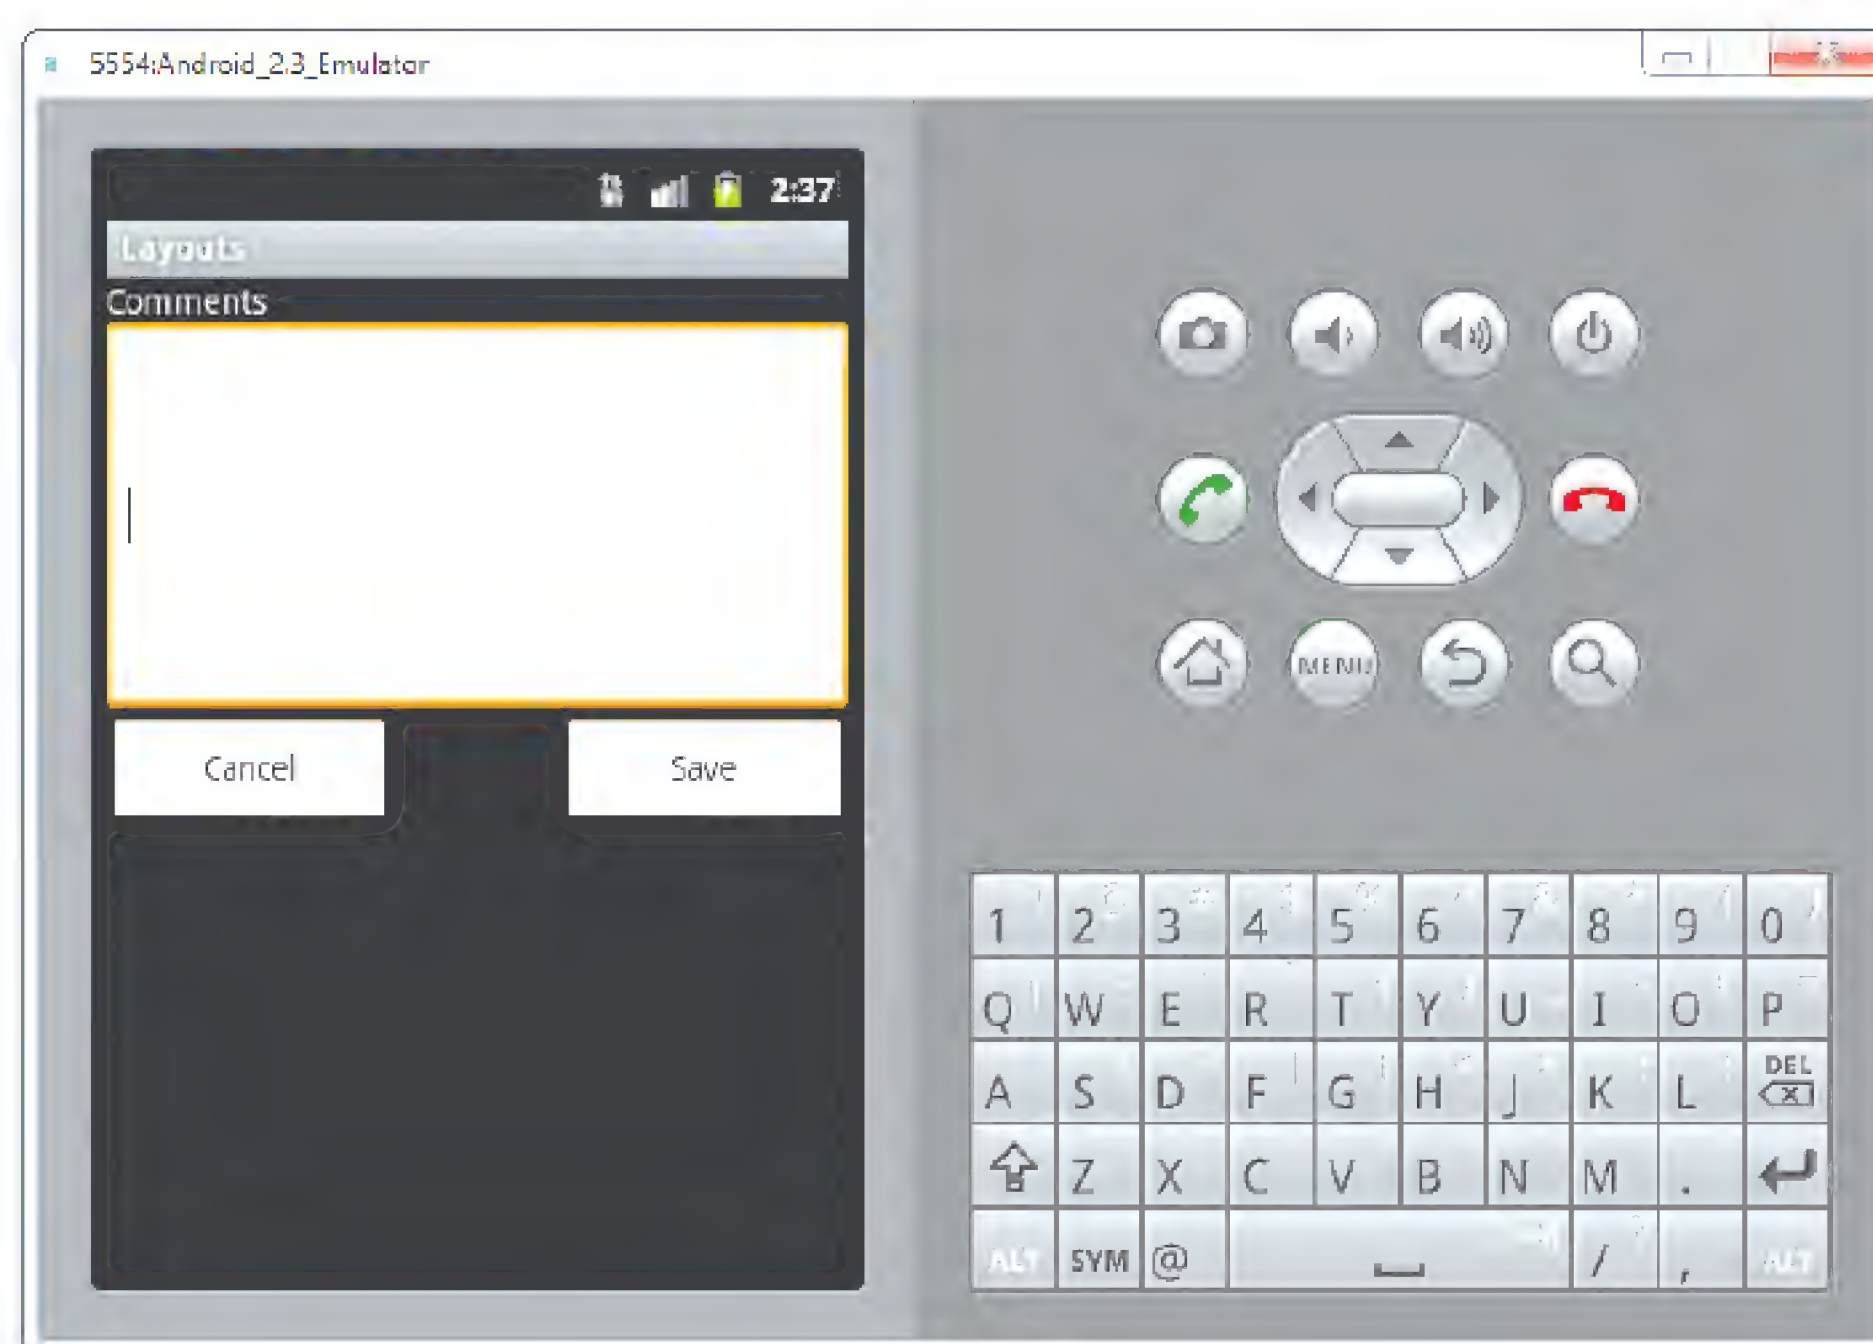 5554:Android_2.3_Emulator
2:37
Layouts
Comments
Cancel
Save
MENU
1 2 3 4 5 6 7 8 9 0
Q W E R T Y U I O P
A S D F G H J K L DEL
Z X C V B N M .
ALT SYM @ / , ALT